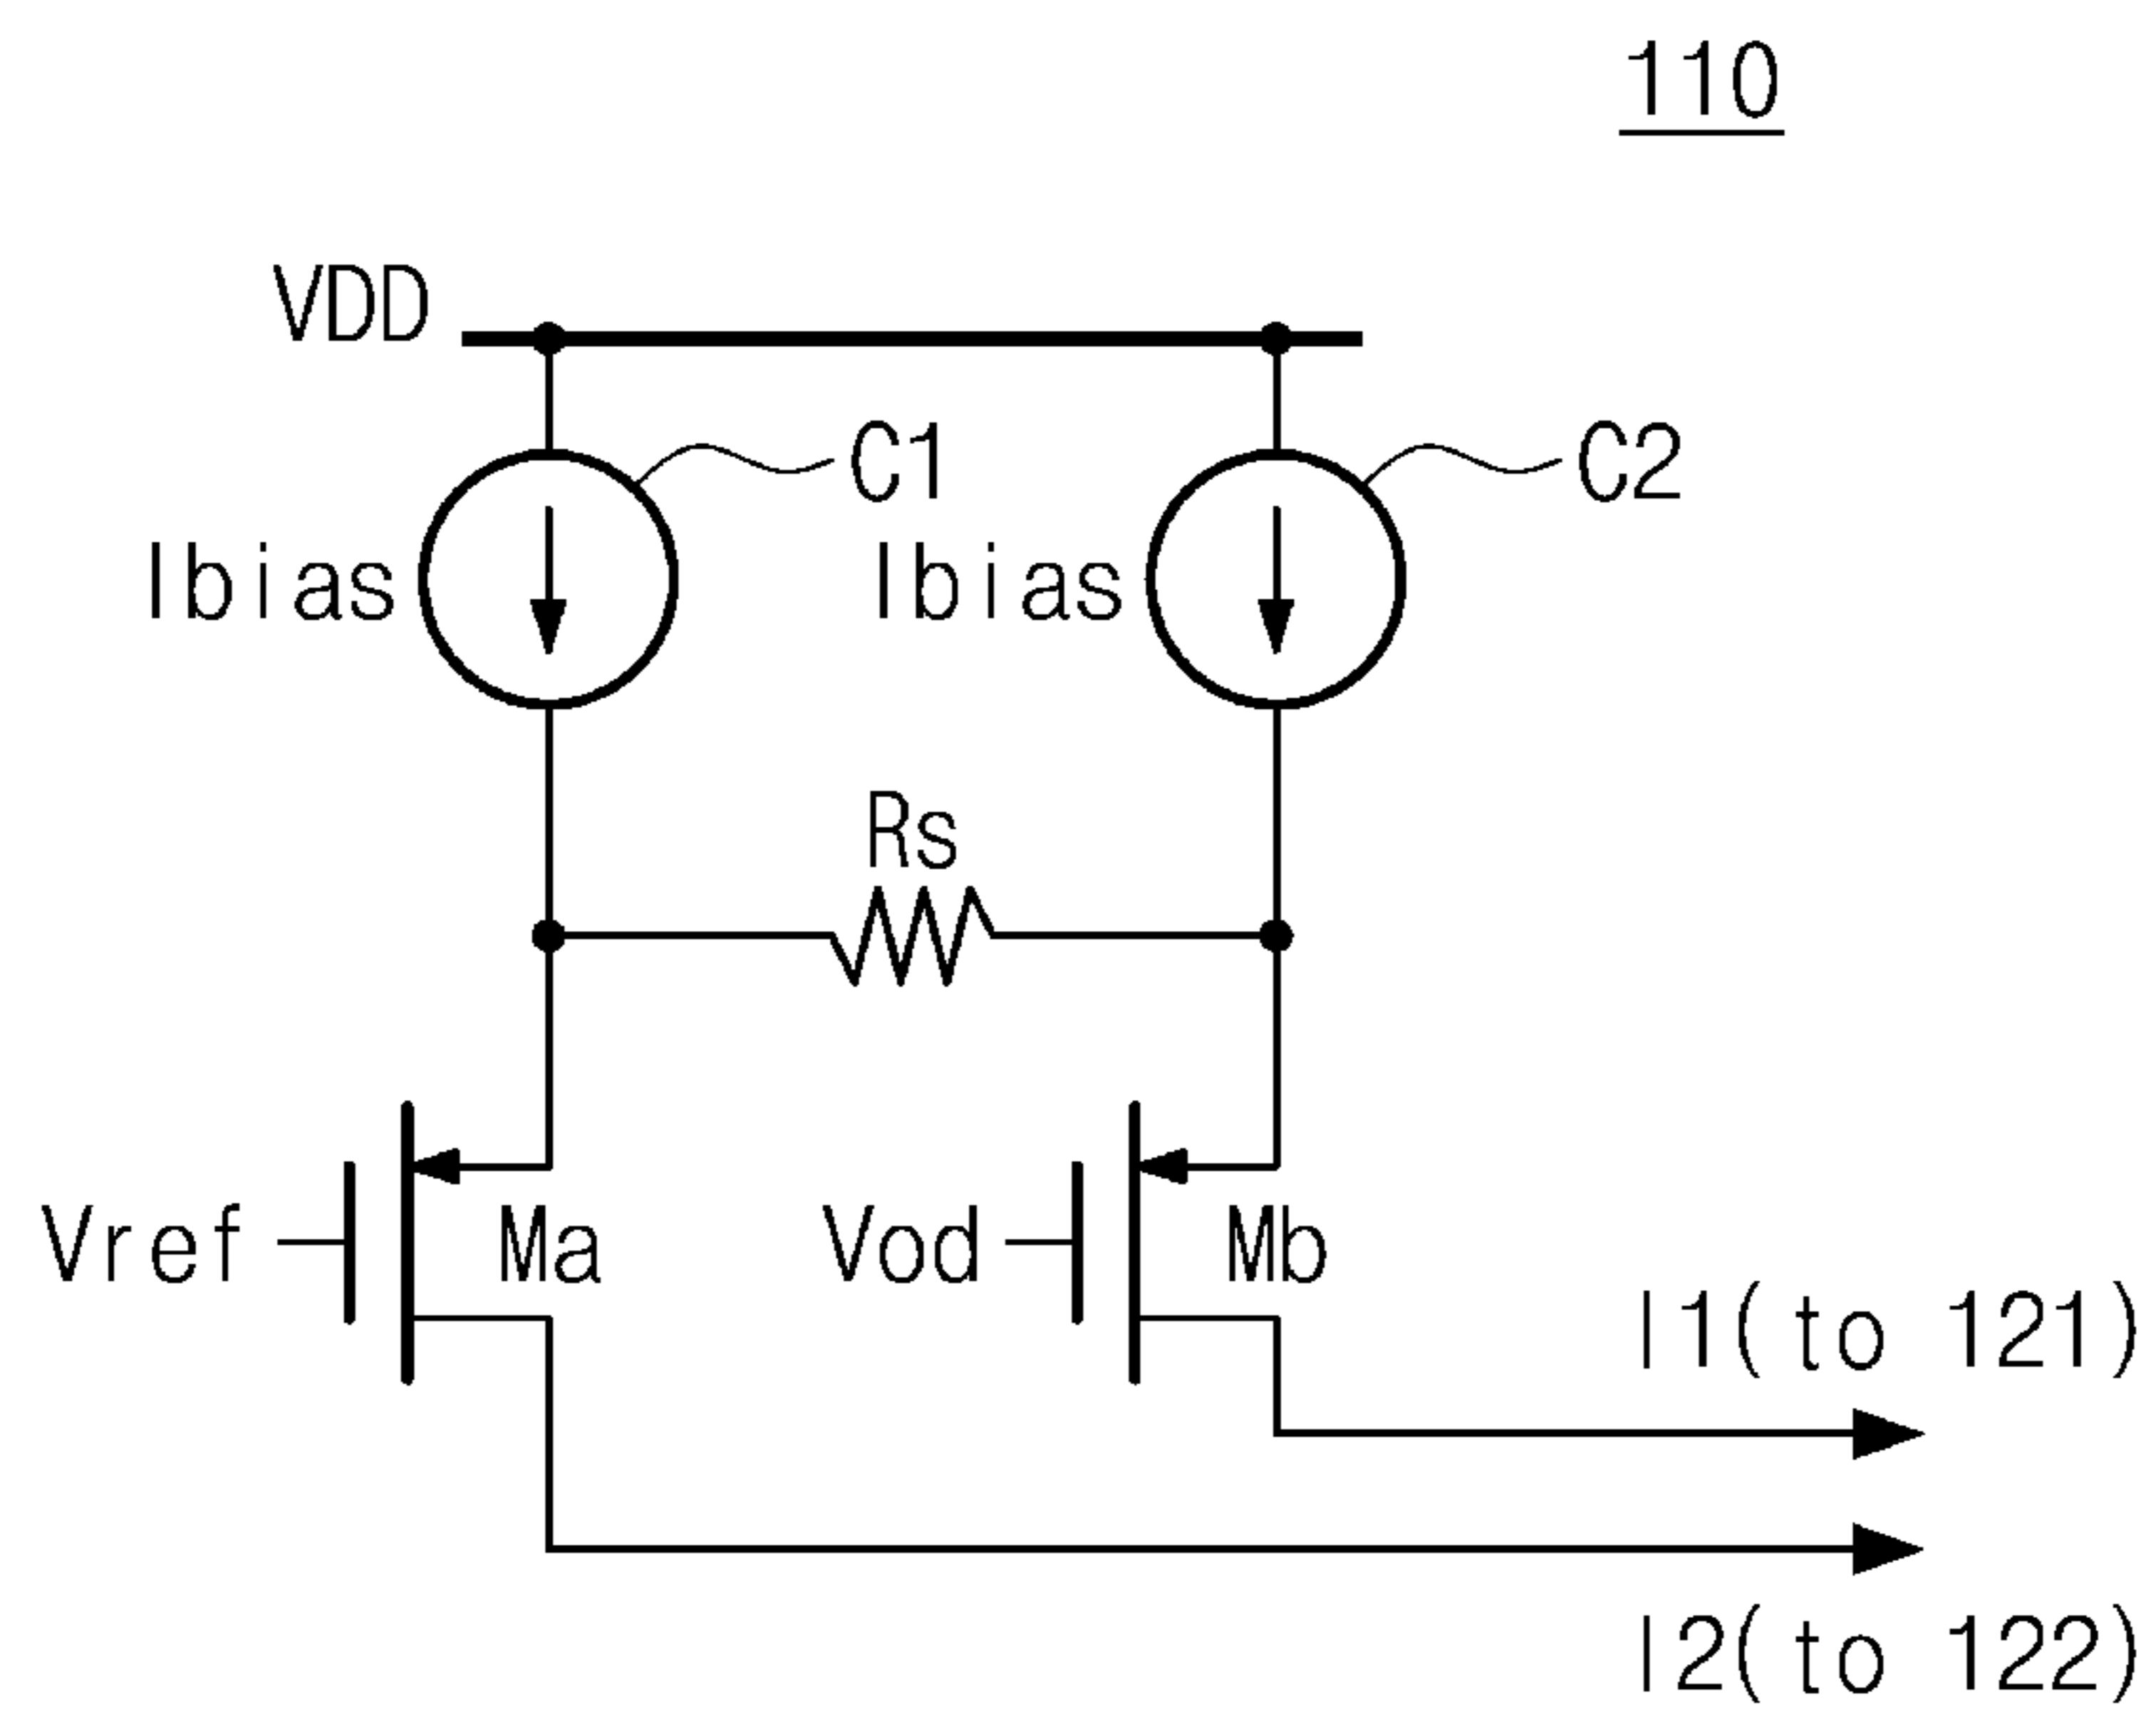 110
VDD
C1
C2
Ibias
Ibias
Rs
Vref
Ma
Vod
Mb
I1(to 121)
I2(to 122)